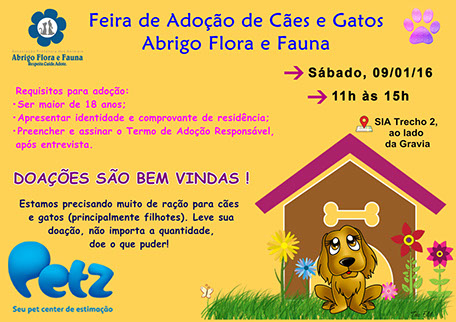 Feira de Adoção de Cães e Gatos
Abrigo Flora e Fauna
Abrigo Flora e Fauna
Respeite.Cuide.Adote.
Sábado, 09/01/16
11h às 15h
SIA Trecho 2,
ao lado
da Gravia
Requisitos para adoção:
• Ser maior de 18 anos;
• Apresentar identidade e comprovante de residência;
• Preencher e assinar o Termo de Adoção Responsável,
após entrevista.
DOAÇÕES SÃO BEM VINDAS !
Estamos precisando muito de ração para cães
e gatos (principalmente filhotes). Leve sua
doação, não importa a quantidade,
doe o que puder!
Petz
Seu pet center de estimação